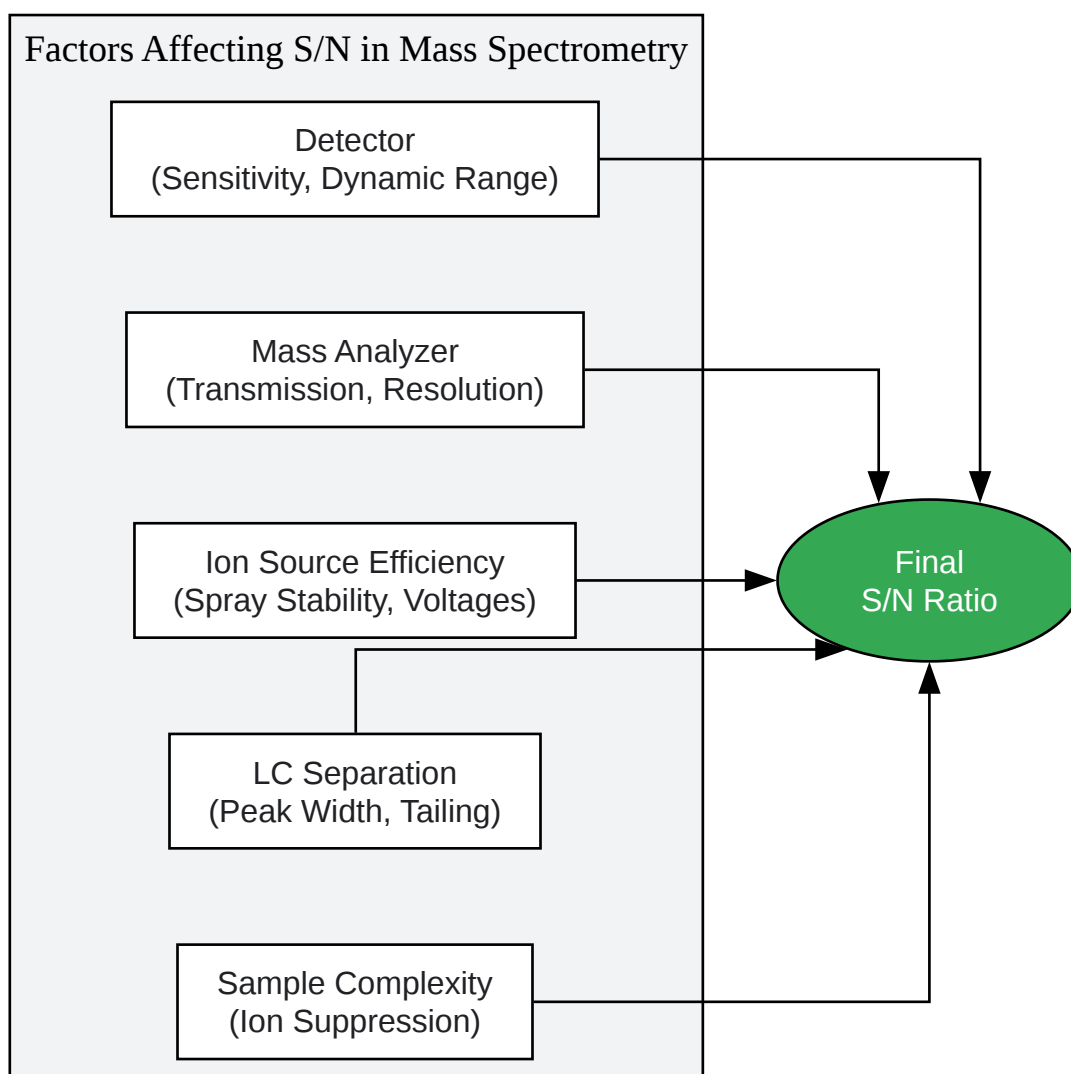 Factors Affecting S/N in Mass Spectrometry
Detector
(Sensitivity, Dynamic Range)
Mass Analyzer
(Transmission, Resolution)
Ion Source Efficiency
(Spray Stability, Voltages)
Final
S/N Ratio
LC Separation
(Peak Width, Tailing)
Sample Complexity
(Ion Suppression)